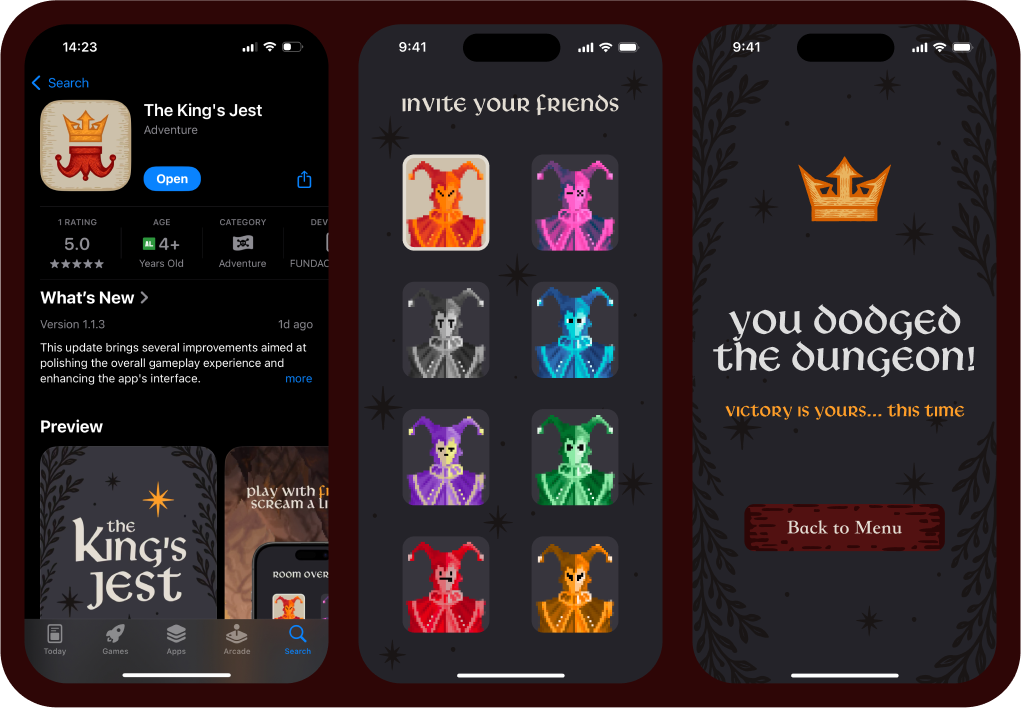 14:23
Search
The King's Jest
Adventure
Open
1 RATING
5.0
★★★★★
AGE
AL 4+
Years Old
CATEGORY
Adventure
What's New
Version 1.1.3
1d ago
This update brings several improvements aimed at
polishing the overall gameplay experience and
enhancing the app's interface.
more
Preview
the
King's
Jest
play with
scream a
ROOM OVER
Today
Games
Apps
Arcade
Search
9:41
invite your friends
9:41
you dodged
the dungeon!
victory is yours... this time
Back to Menu